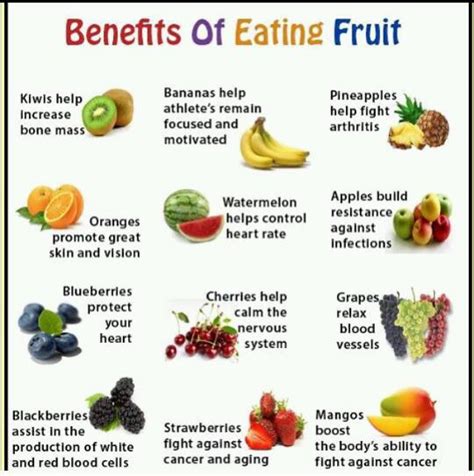 Benefits Of Eating Fruit
Kiwis help
increase
bone mass
Bananas help
athlete's remain
focused and
motivated
Pineapples
help fight
arthritis
Oranges
promote great
skin and vision
Watermelon
helps control
heart rate
Apples build
resistance
against
infections
Blueberries
protect
your
heart
Cherries help
calm the
nervous
system
Grapes
relax
blood
vessels
Blackberries
assist in the
production of white
and red blood cells
Strawberries
fight against
cancer and aging
Mangos
boost
the body's ability to
fight against cancer